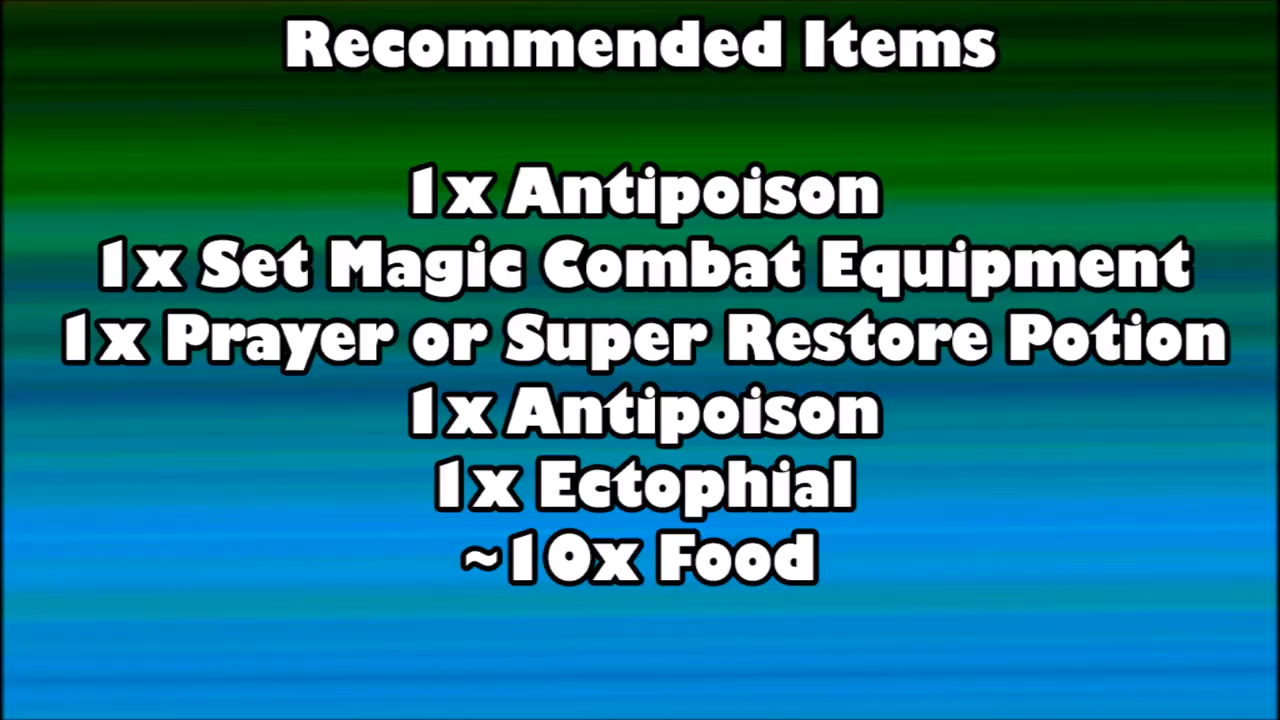 Recommended Items
1x Antipoison
1x Set Magic Combat Equipment
1x Prayer or Super Restore Potion
1x Antipoison
1x Ectophial
~10x Food